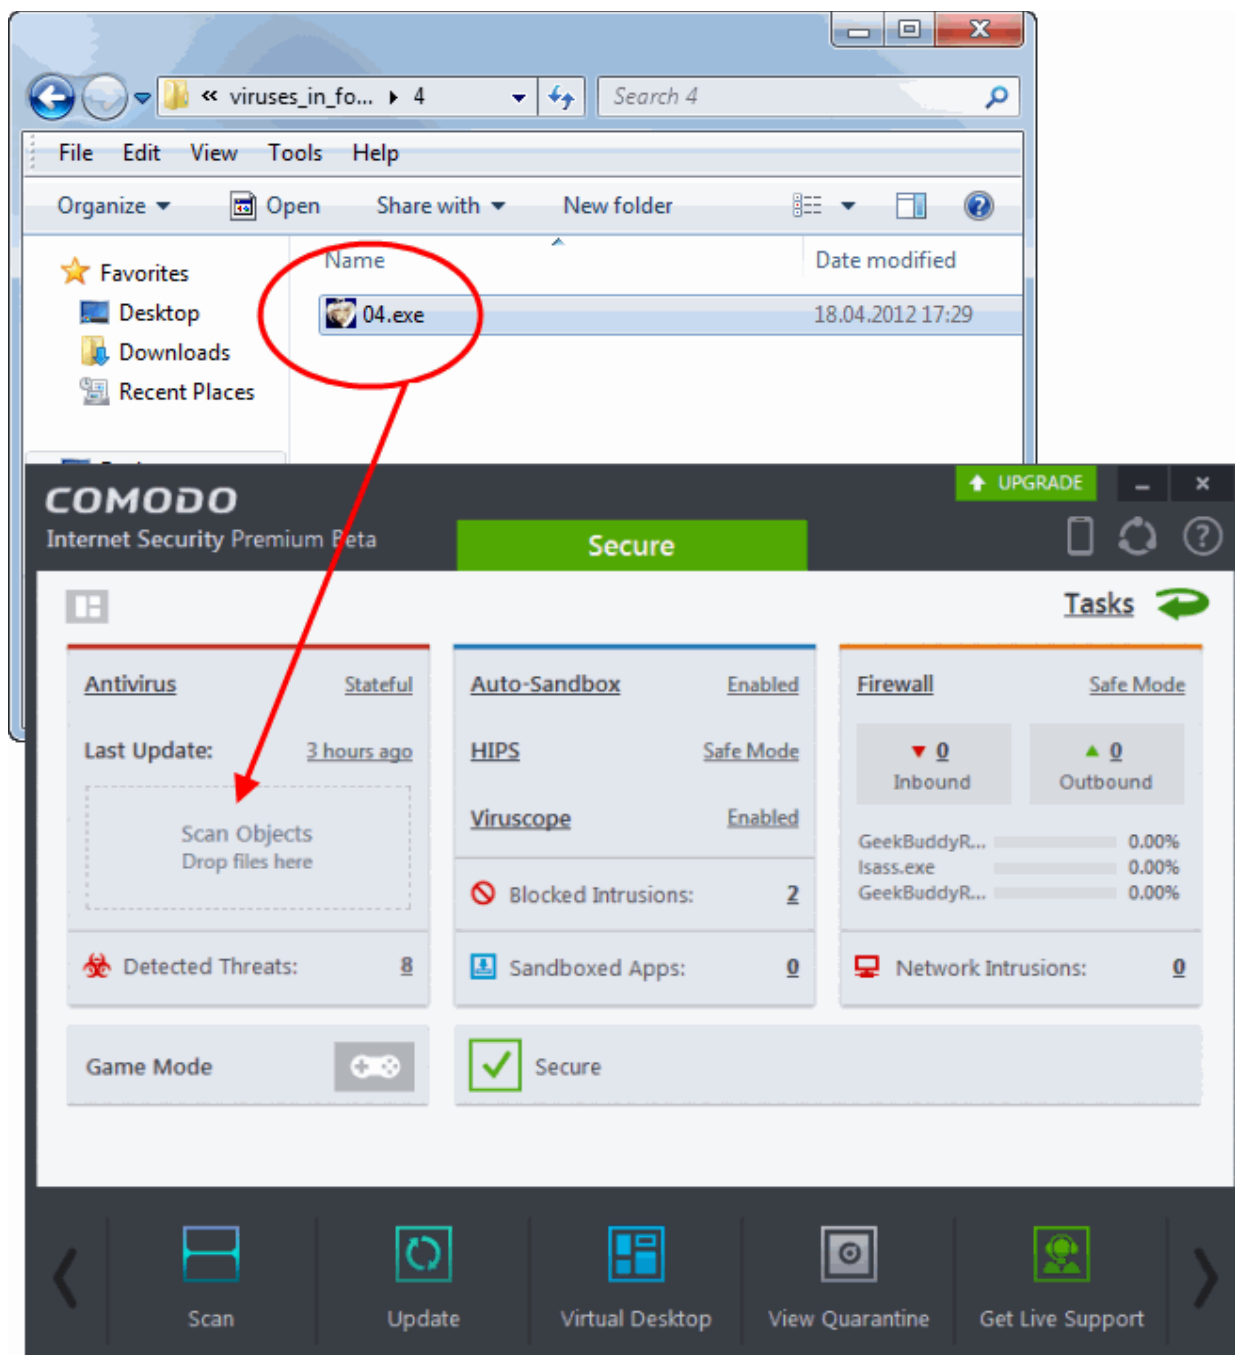 « viruses_in_fo... 4
Search 4
File Edit View Tools Help
Organize Open Share with New folder
Name Date modified
Favorites
Desktop
Downloads
Recent Places
04.exe 18.04.2012 17:29
COMODO
Internet Security Premium Beta
Secure
UPGRADE
Tasks
Antivirus Stateful
Last Update: 3 hours ago
Scan Objects
Drop files here
Detected Threats: 8
Auto-Sandbox Enabled
HIPS Safe Mode
Viruscope Enabled
Blocked Intrusions: 2
Sandboxed Apps: 0
Firewall Safe Mode
0 0
Inbound Outbound
GeekBuddyR... 0.00%
lsass.exe 0.00%
GeekBuddyR... 0.00%
Network Intrusions: 0
Game Mode
Secure
Scan Update Virtual Desktop View Quarantine Get Live Support